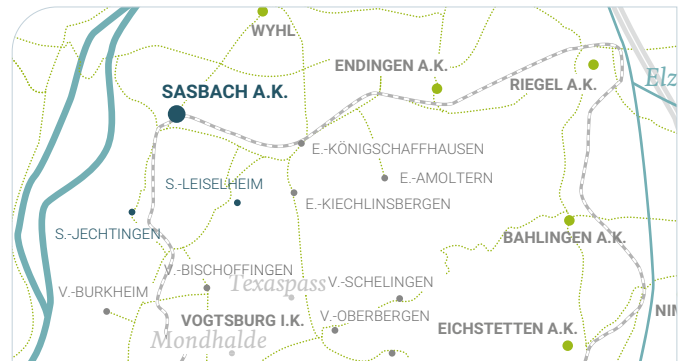 WYHL
ENDINGEN A.K.
RIEGEL A.K.
Elz
SASBACH A.K.
E.-KÖNIGSCHAFFHAUSEN
S.-LEISELHEIM
E.-AMOLTERN
E.-KIECHLINSBERGEN
S.-JECHTINGEN
BAHLINGEN A.K.
V.-BISCHOFFINGEN
Texaspass
V.-SCHELINGEN
V.-BURKHEIM
VOGTSBURG I.K.
V.-OBERBERGEN
EICHSTETTEN A.K.
NIM
Mondhalde